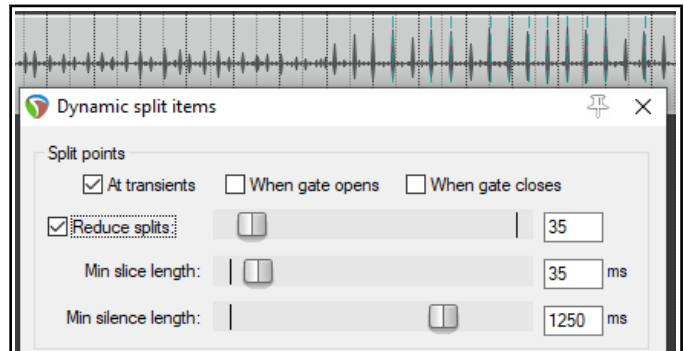 Dynamic split items
Split points
At transients When gate opens When gate closes
Reduce splits: 35
Min slice length: 35 ms
Min silence length: 1250 ms